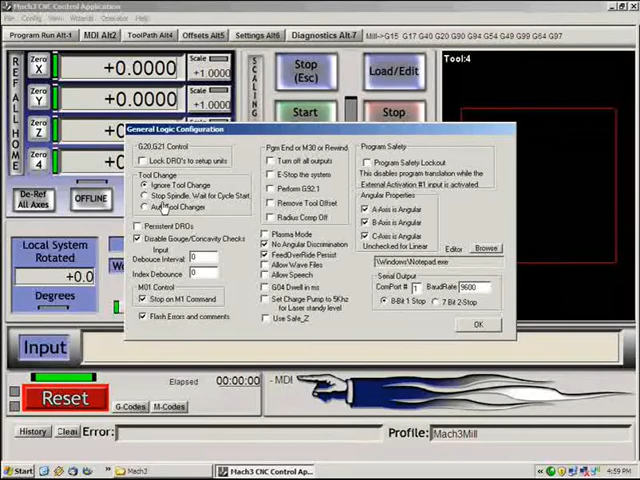 Mach3 CNC Control Application
File Config View Wizards Operator Help
Program Run Alt-1 MDI Alt2 ToolPath Alt4 Offsets Alt5 Settings Alt6 Diagnostics Alt-7 Mill->G15 G40 G20 G90 G94 G54 G49 G99 G64 G97
REF ALL HOME
Zero X +0.0000 Scale +1.0000
Zero Y +0.0000 Scale +1.0000
Zero Z
Zero 4
SCALING
Stop (Esc)
Load/Edit
Start
Stop
Tool:4
De-Ref All Axes
OFFLINE
Local System Rotated
+0.0
Degrees
General Logic Configuration
G20,G21 Control
Lock DRO's to setup units
Tool Change
Ignore Tool Change
Stop Spindle, Wait for Cycle Start
Auto Tool Changer
Persistent DROs
Disable Gouge/Concavity Checks
Input
Debouce Interval: 0
Index Debounce 0
M01 Control
Stop on M1 Command
Flash Errors and comments
Pgm End or M30 or Rewind
Turn off all outputs
E-Stop the system
Perform G92.1
Remove Tool Offset
Radius Comp Off
Plasma Mode
No Angular Discrimination
FeedOverRide Persist
Allow Wave Files
Allow Speech
G04 Dwell in ms
Set Charge Pump to 5Khz
for Laser standy level
Use Safe_Z
Program Safety
Program Safety Lockout
This disables program translation while the
External Activation #1 input is activated
Angular Properties
A-Axis is Angular
B-Axis is Angular
C-Axis is Angular
Unchecked for Linear
Editor Browse
\Windows\Notepad.exe
Serial Output
ComPort # 1 BaudRate 9600
8-Bit 1 Stop 7 Bit 2-Stop
OK
Input
Reset
Elapsed 00:00:00
- MDI
G-Codes M-Codes
History Clear Error: Profile: Mach3Mill
Start Mach3 Mach3 CNC Control Ap... 4:59 PM